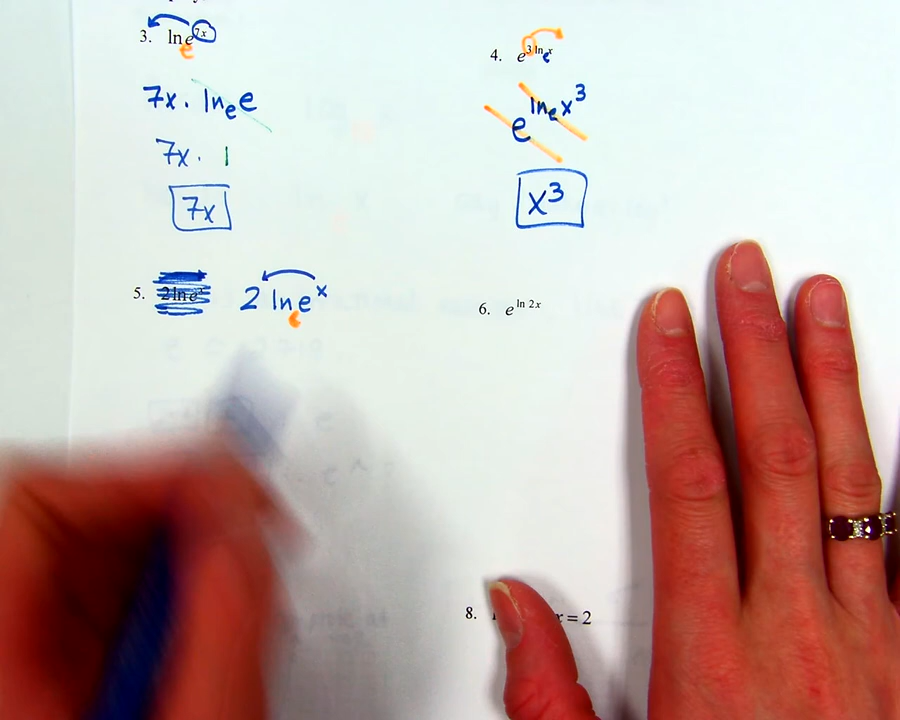 3. ln e^7x
e
7x · ln_e e
7x · 1
7x
4. e^3 ln_e x
e^ln_e x^3
x^3
5. 2 ln e^x
e
6. e^ln 2x
8. x = 2